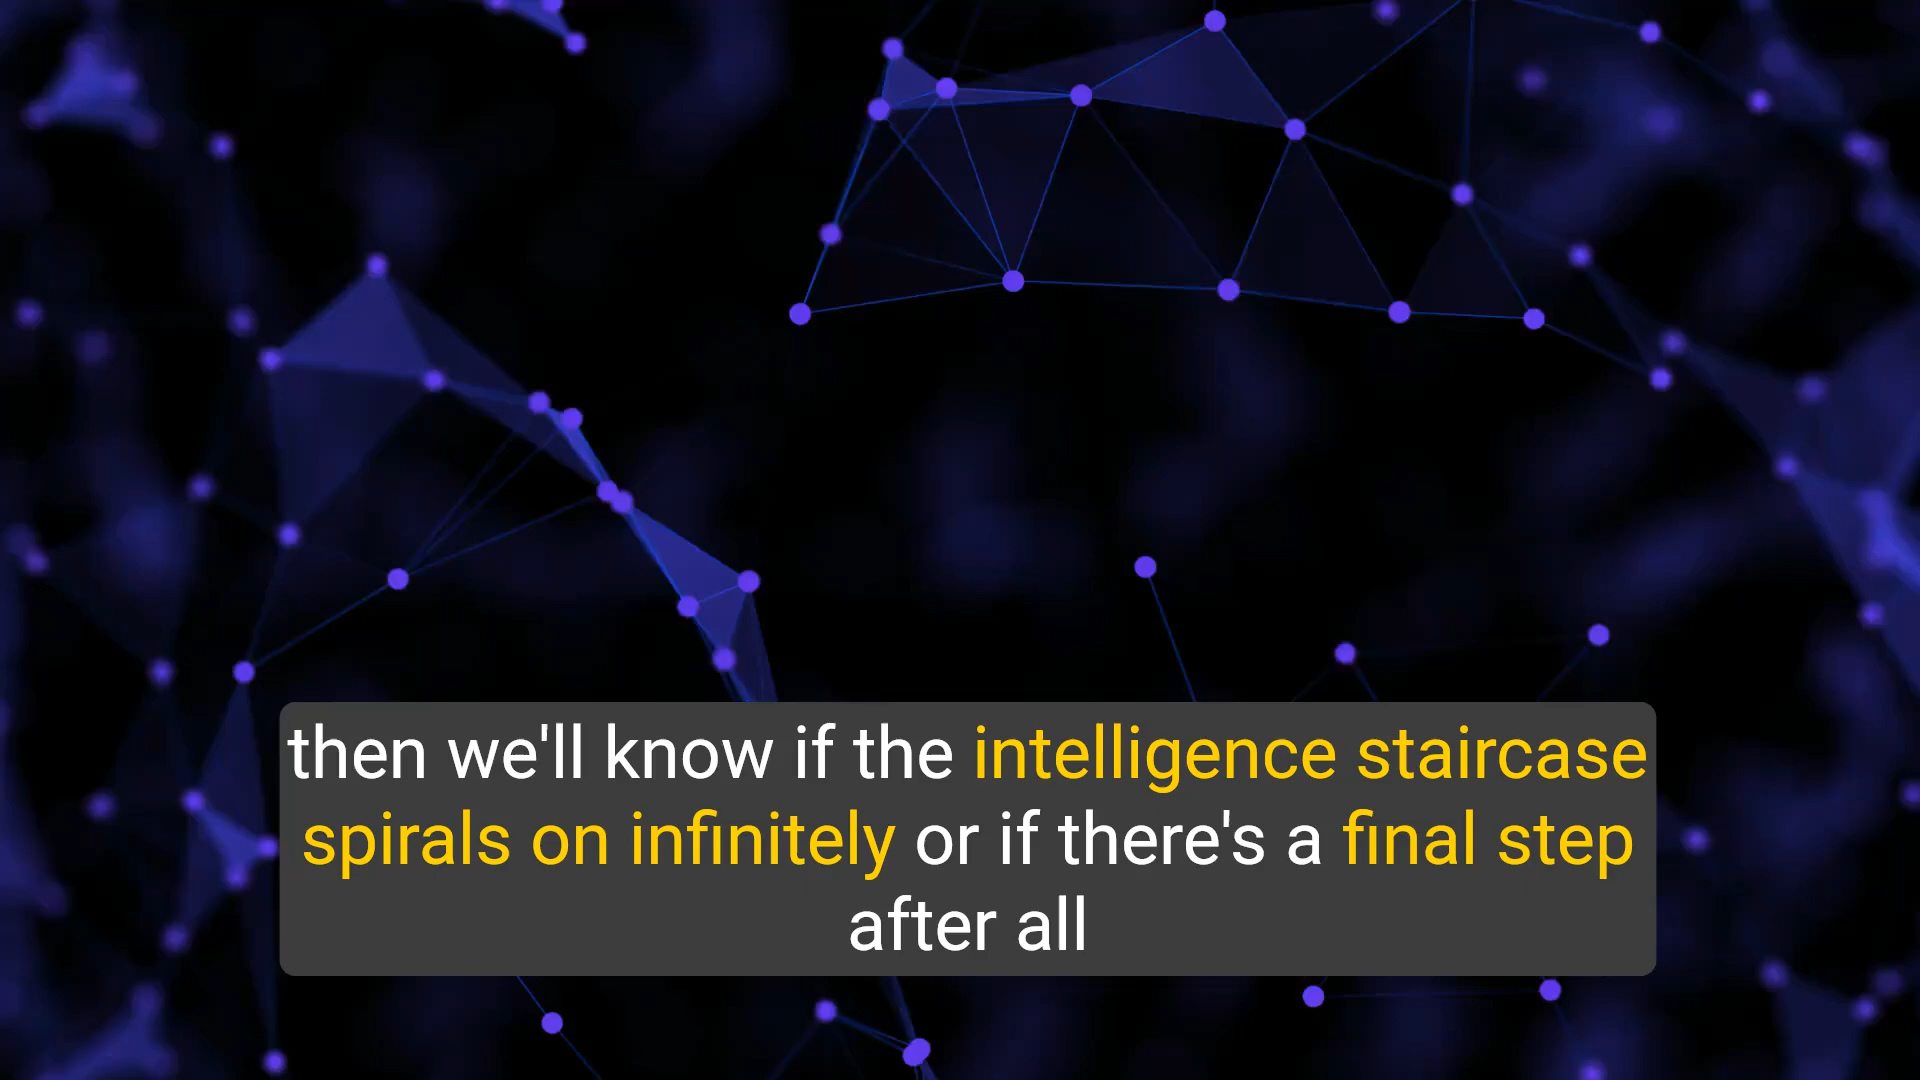 then we'll know if the intelligence staircase
spirals on infinitely or if there's a final step
after all